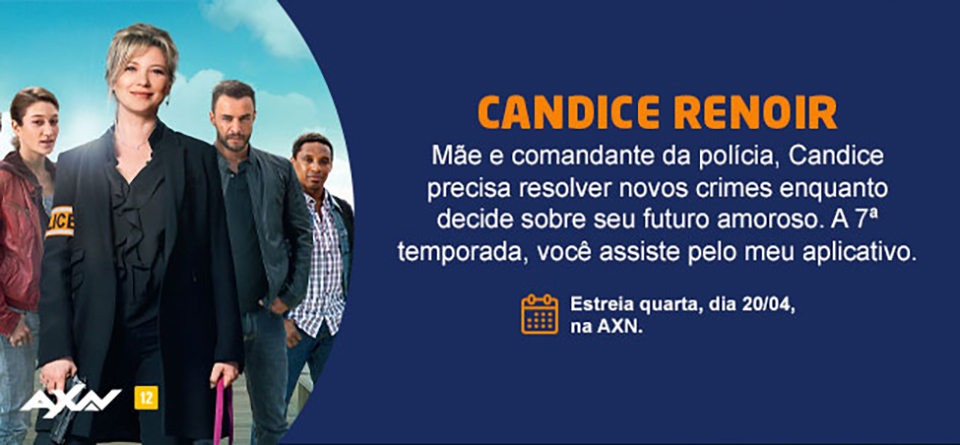 CANDICE RENOIR
Mãe e comandante da polícia, Candice
precisa resolver novos crimes enquanto
decide sobre seu futuro amoroso. A 7ª
temporada, você assiste pelo meu aplicativo.
Estreia quarta, dia 20/04,
na AXN.
LICE
AXN
12